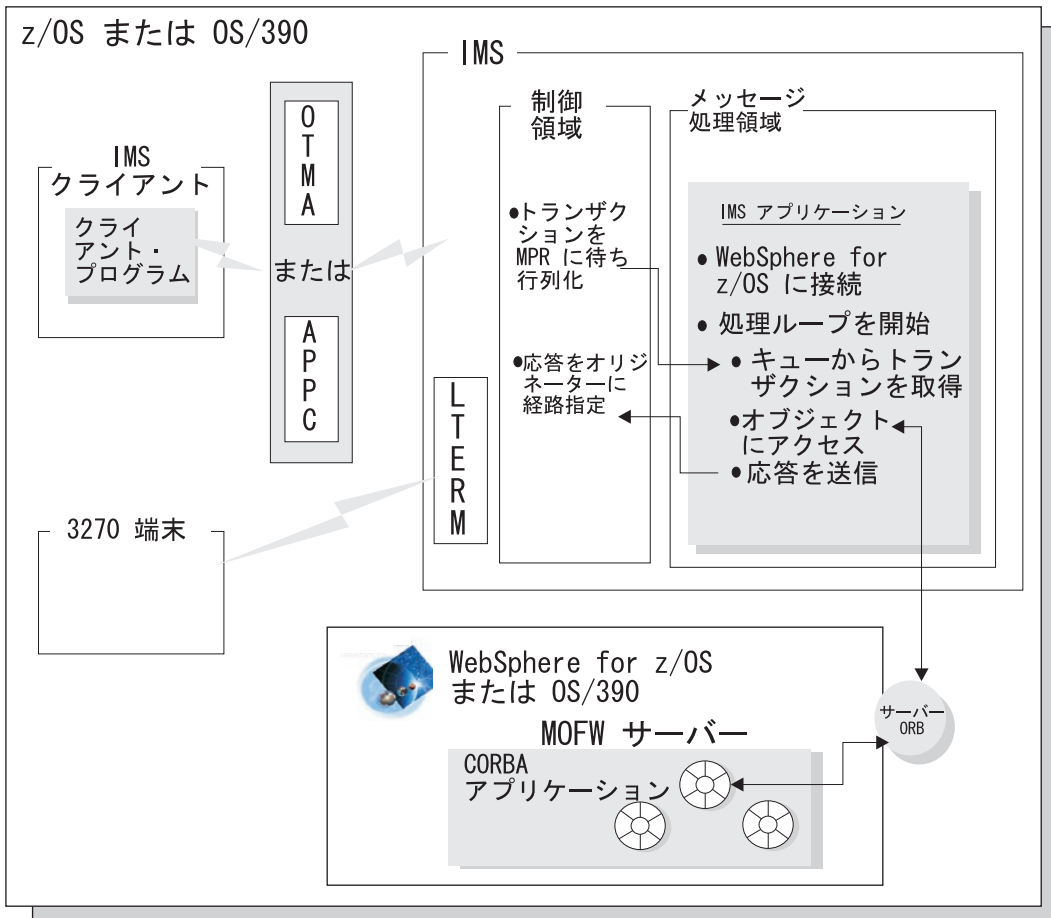 z/OS または OS/390
IMS
クライアント
クライ
アント・
プログラム
OTMA
または
APPC
3270 端末
IMS
LTERM
制御
領域
●トランザク
ションを
MPR に待ち
行列化
●応答をオリジ
ネーターに
経路指定
メッセージ
処理領域
IMS アプリケーション
● WebSphere for
z/OS に接続
● 処理ループを開始
● キューからトラン
ザクションを取得
●オブジェクト
にアクセス
●応答を送信
WebSphere for z/OS
または OS/390
MOFW サーバー
CORBA
アプリケーション
サーバー
ORB